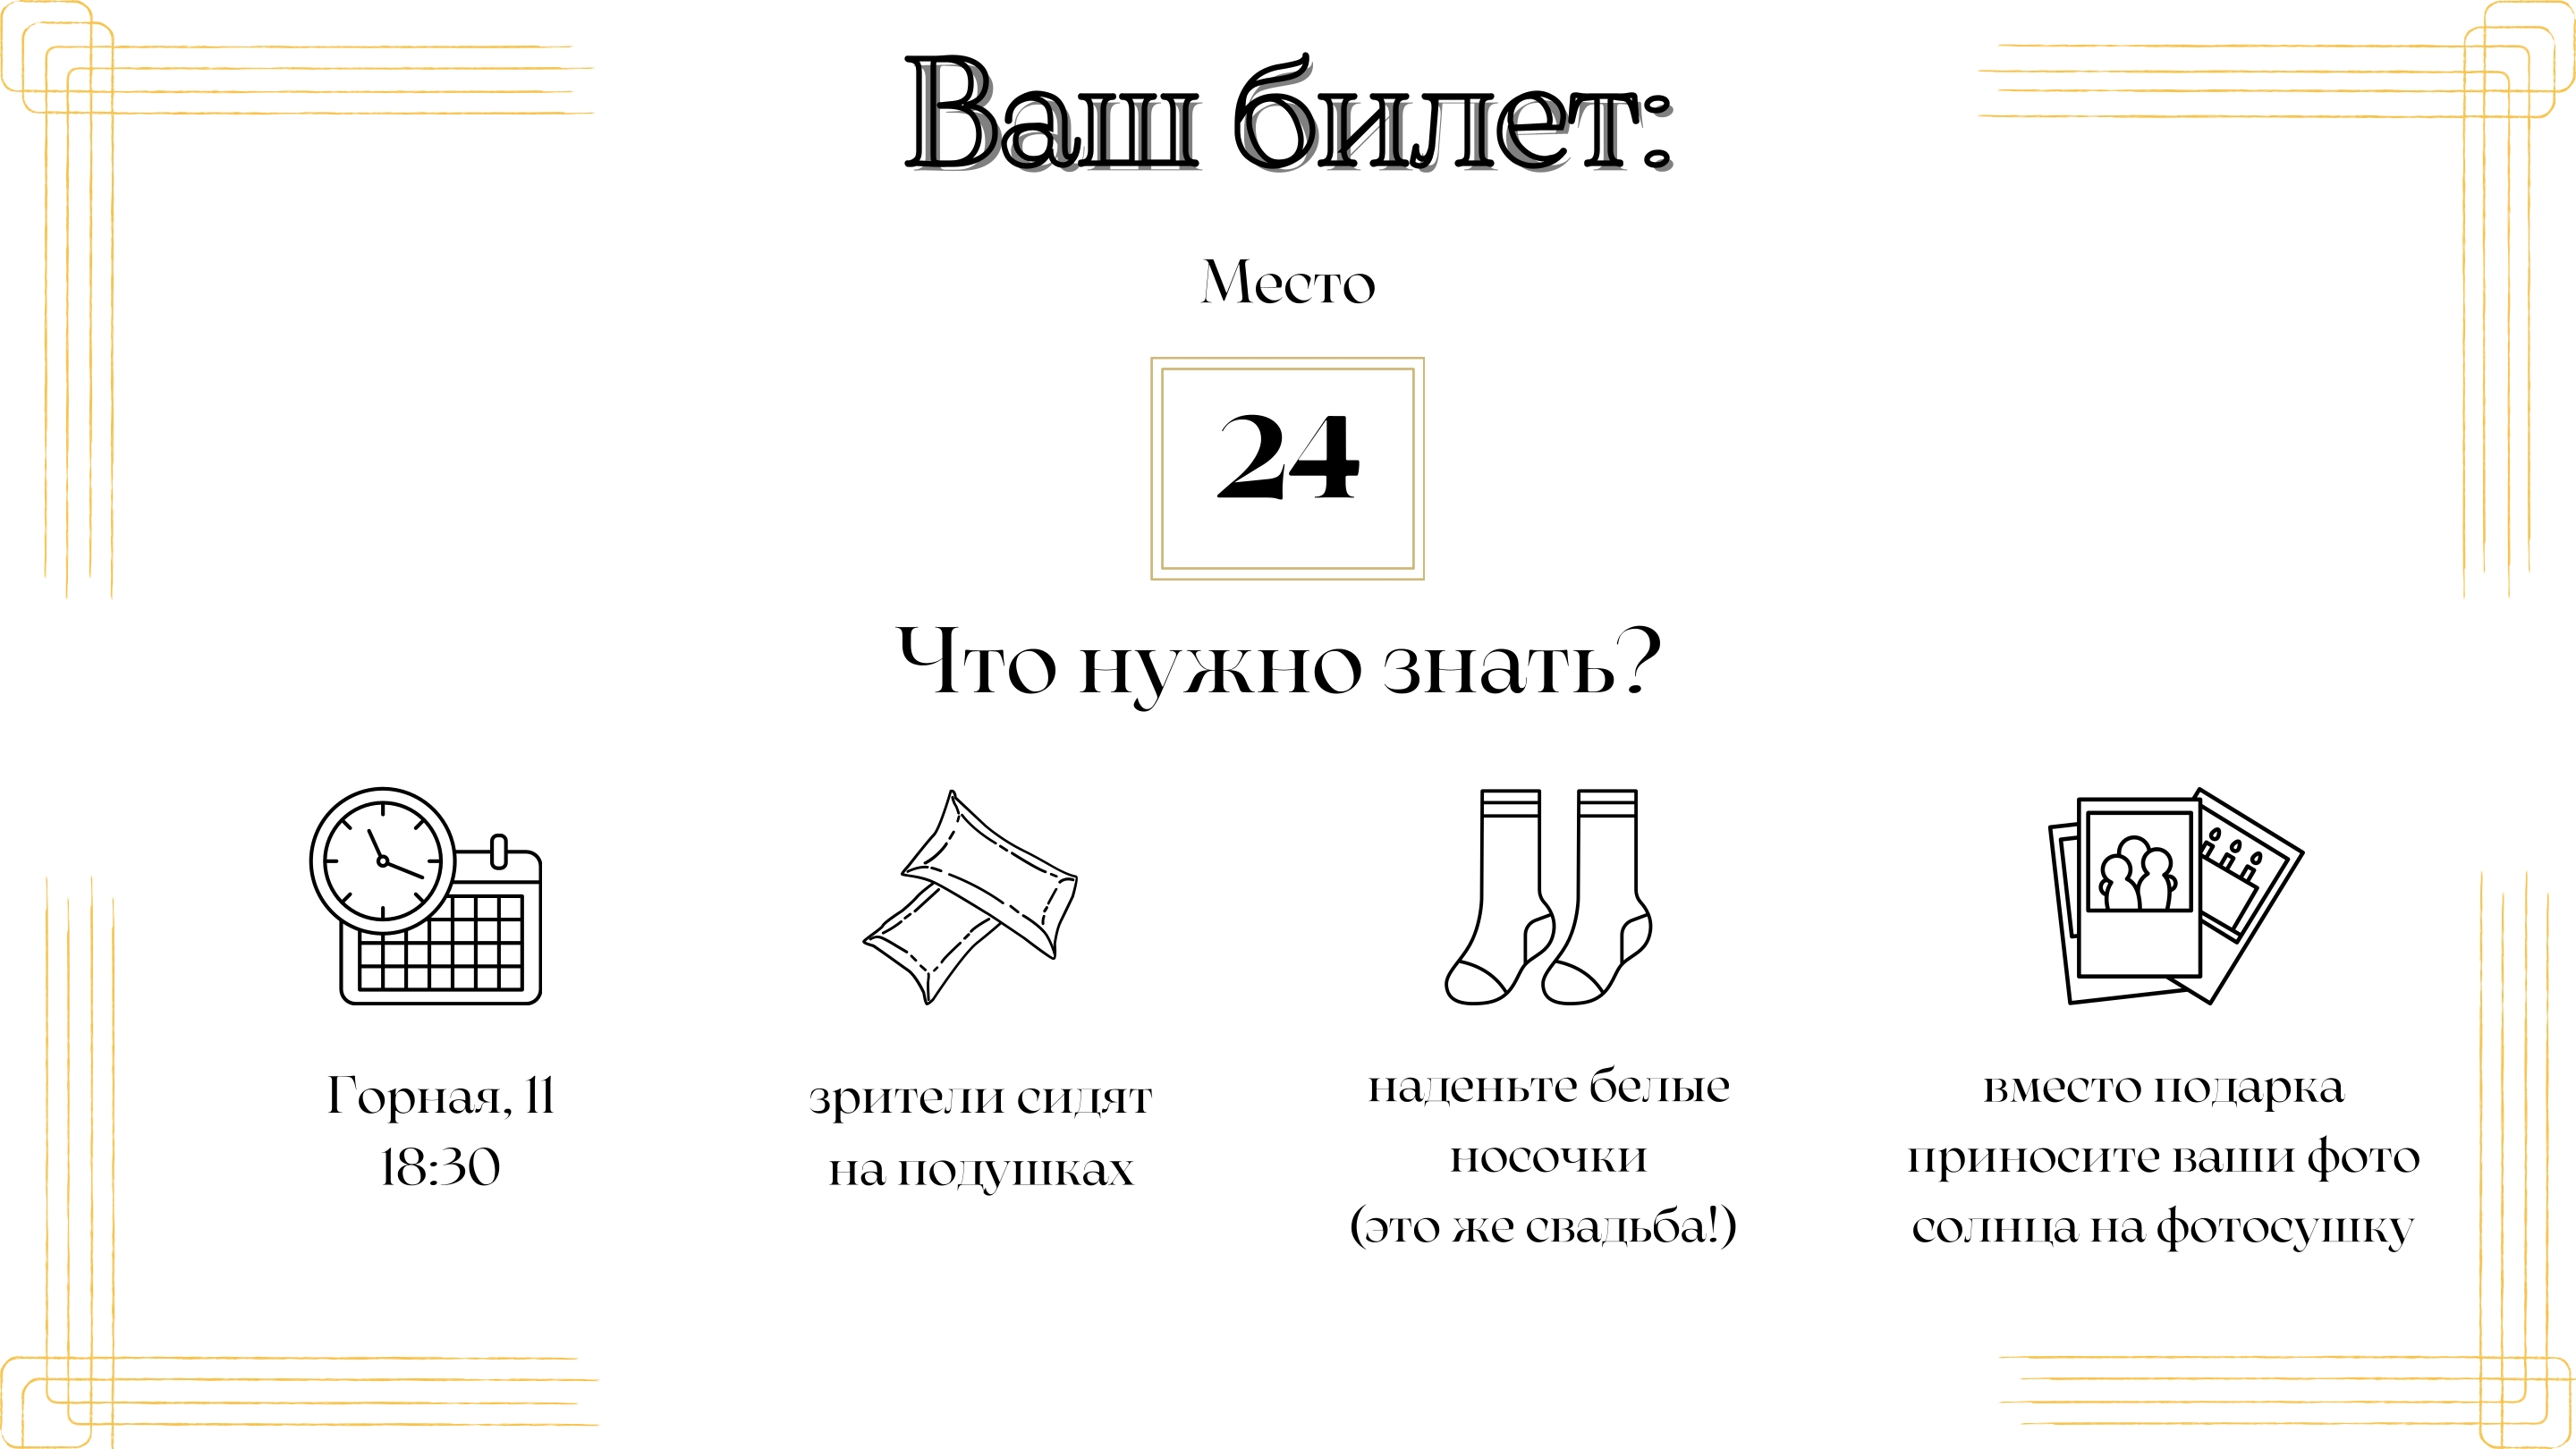 Ваш билет:
Место
24
Что нужно знать?
Горная, 11
18:30
зрители сидят
на подушках
наденьте белые
носочки
(это же свадьба!)
вместо подарка
приносите ваши фото
солнца на фотосушку